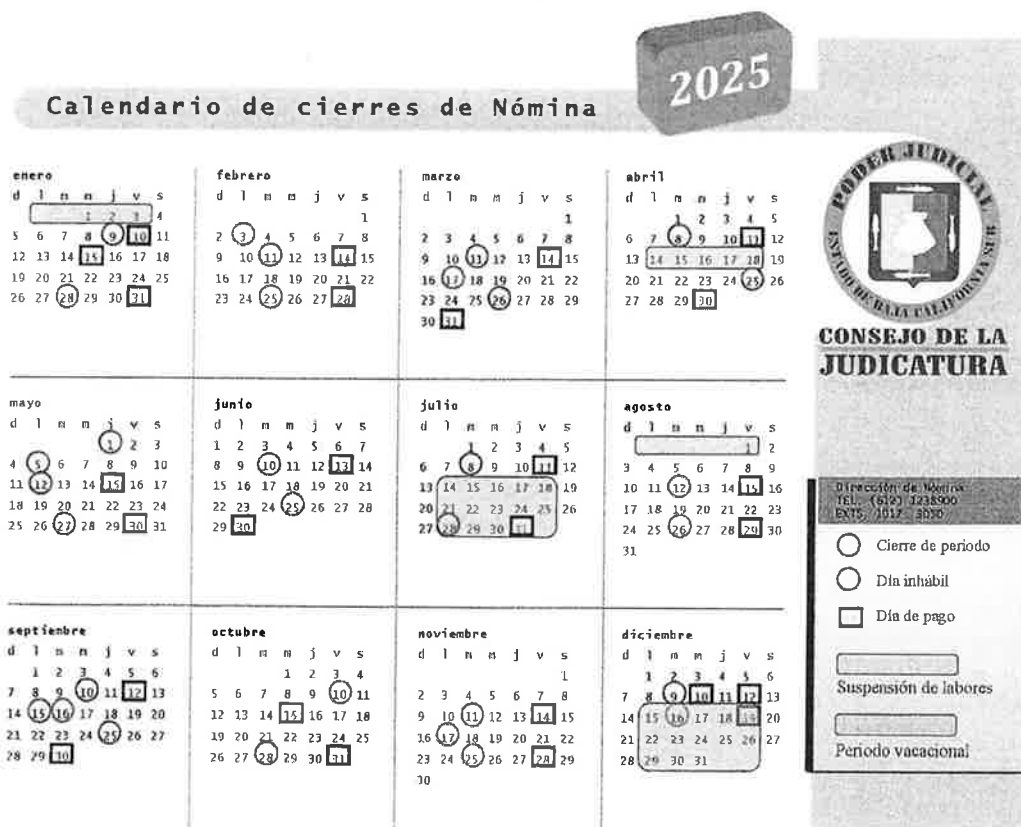 2025
Calendario de cierres de Nómina
enero
d l m m j v s
1 2 3 4
5 6 7 8 9 10 11
12 13 14 15 16 17 18
19 20 21 22 23 24 25
26 27 28 29 30 31
febrero
d l m m j v s
1
2 3 4 5 6 7 8
9 10 11 12 13 14 15
16 17 18 19 20 21 22
23 24 25 26 27 28
marzo
d l m m j v s
1
2 3 4 5 6 7 8
9 10 11 12 13 14 15
16 17 18 19 20 21 22
23 24 25 26 27 28 29
30 31
abril
d l m m j v s
1 2 3 4 5
6 7 8 9 10 11 12
13 14 15 16 17 18 19
20 21 22 23 24 25 26
27 28 29 30
PODER JUDICIAL
ESTADO DE BAJA CALIFORNIA SUR
CONSEJO DE LA
JUDICATURA
mayo
d l m m j v s
1 2 3
4 5 6 7 8 9 10
11 12 13 14 15 16 17
18 19 20 21 22 23 24
25 26 27 28 29 30 31
junio
d l m m j v s
1 2 3 4 5 6 7
8 9 10 11 12 13 14
15 16 17 18 19 20 21
22 23 24 25 26 27 28
29 30
julio
d l m m j v s
1 2 3 4 5
6 7 8 9 10 11 12
13 14 15 16 17 18 19
20 21 22 23 24 25 26
27 28 29 30 31
agosto
d l m m j v s
1 2
3 4 5 6 7 8 9
10 11 12 13 14 15 16
17 18 19 20 21 22 23
24 25 26 27 28 29 30
31
Dirección de Nómina
TEL. (612) 1238900
EXTS. 1017 3050
Cierre de periodo
Día inhábil
Día de pago
Suspensión de labores
Periodo vacacional
septiembre
d l m m j v s
1 2 3 4 5 6
7 8 9 10 11 12 13
14 15 16 17 18 19 20
21 22 23 24 25 26 27
28 29 30
octubre
d l m m j v s
1 2 3 4
5 6 7 8 9 10 11
12 13 14 15 16 17 18
19 20 21 22 23 24 25
26 27 28 29 30 31
noviembre
d l m m j v s
1
2 3 4 5 6 7 8
9 10 11 12 13 14 15
16 17 18 19 20 21 22
23 24 25 26 27 28 29
30
diciembre
d l m m j v s
1 2 3 4 5 6
7 8 9 10 11 12 13
14 15 16 17 18 19 20
21 22 23 24 25 26 27
28 29 30 31